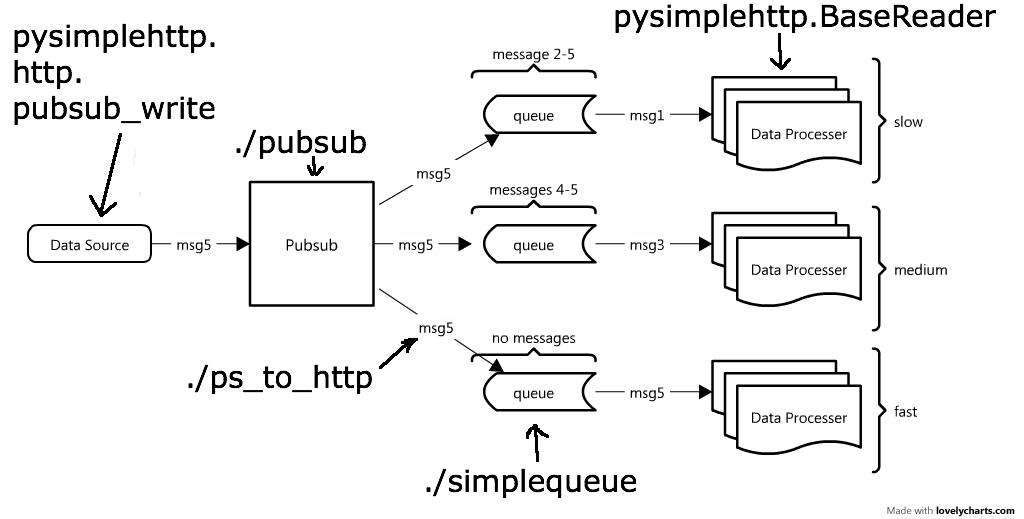 pysimplehttp.
http.
pubsub_write
pysimplehttp.BaseReader
message 2-5
queue
msg1
Data Processer
slow
./pubsub
msg5
messages 4-5
Data Source
msg5
Pubsub
msg5
queue
msg3
Data Processer
medium
msg5
no messages
./ps_to_http
queue
msg5
Data Processer
fast
./simplequeue
Made with lovelycharts.com